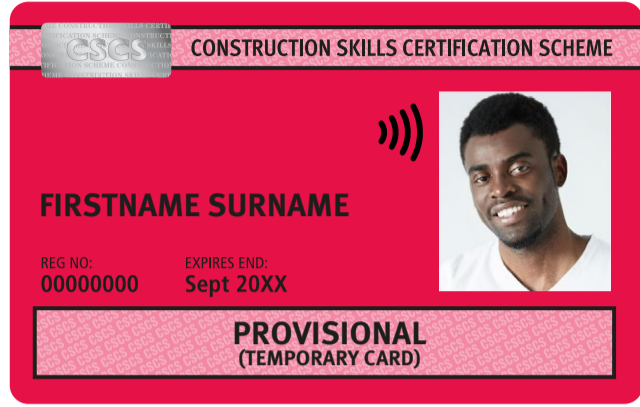 CSCS
CONSTRUCTION SKILLS CERTIFICATION SCHEME
FIRSTNAME SURNAME
REG NO:
EXPIRES END:
00000000
Sept 20XX
PROVISIONAL
(TEMPORARY CARD)